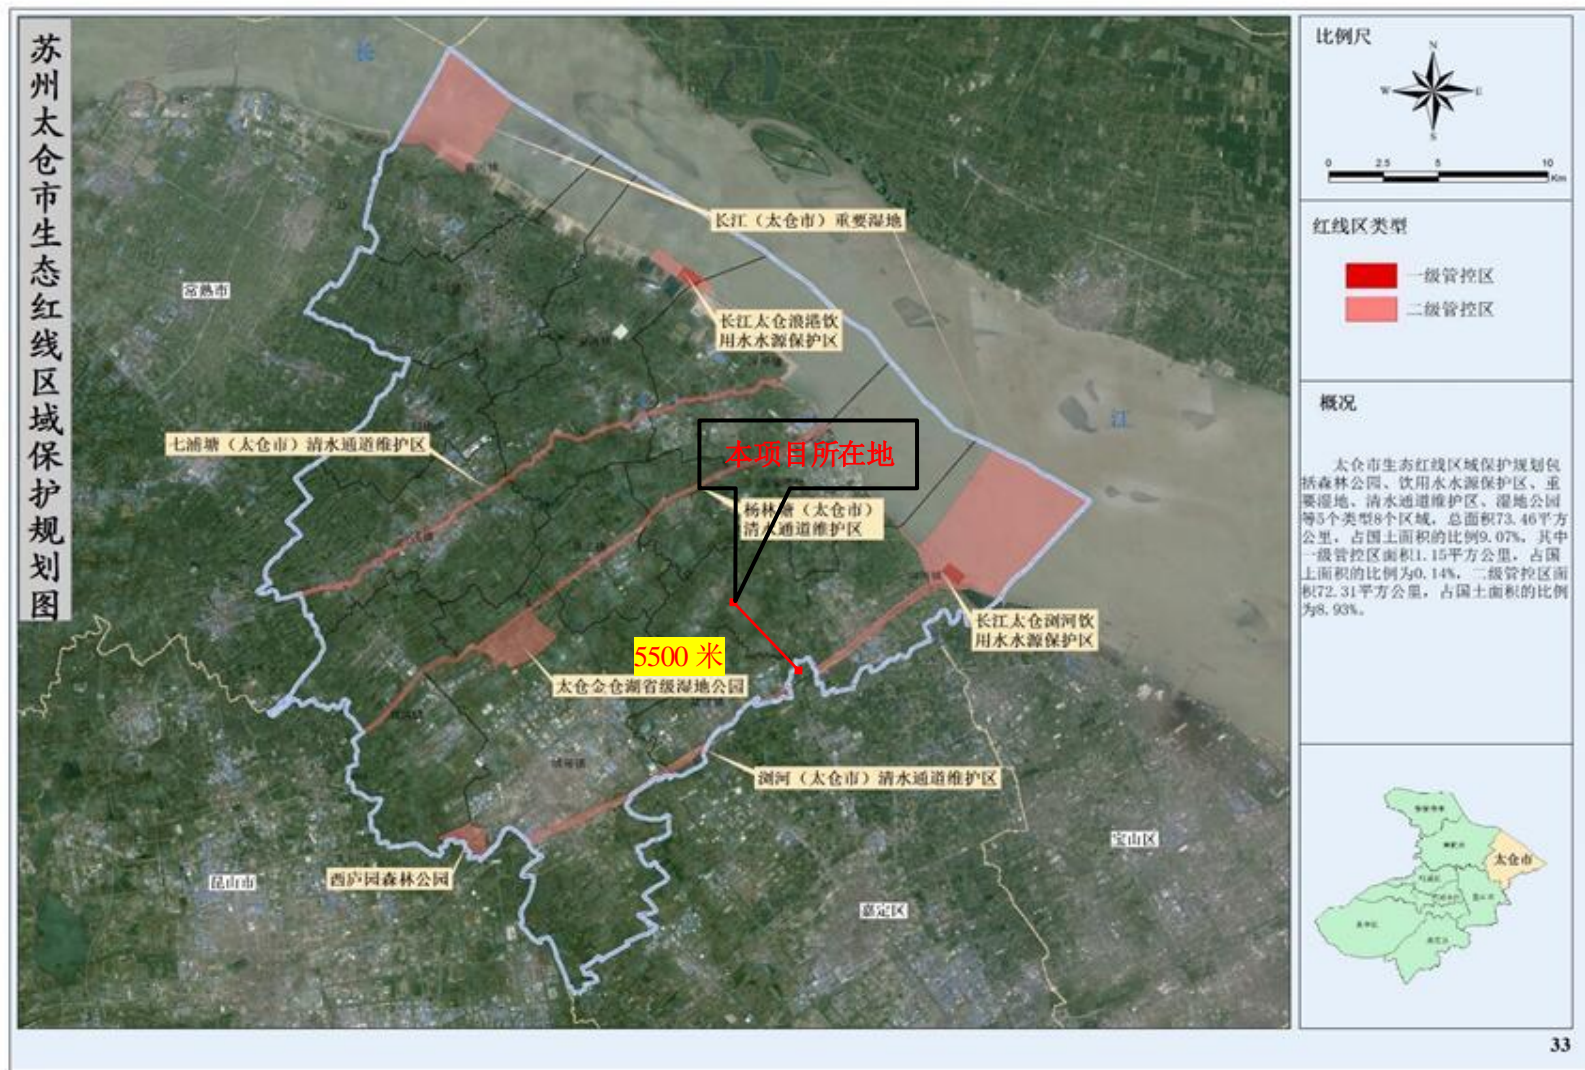 苏州太仓市生态红线区域保护规划图
长
江
长江（太仓市）重要湿地
常熟市
长江太仓浪港饮
用水水源保护区
七浦塘（太仓市）清水通道维护区
本项目所在地
杨林塘（太仓市）
清水通道维护区
长江太仓浏河饮
用水水源保护区
5500 米
太仓金仓湖省级湿地公园
浏河（太仓市）清水通道维护区
西庐园森林公园
昆山市
嘉定区
宝山区
比例尺
N
W
E
S
0 2.5 5 10
Km
红线区类型
一级管控区
二级管控区
概况
太仓市生态红线区域保护规划包
括森林公园、饮用水水源保护区、重
要湿地、清水通道维护区、湿地公园
等5个类型8个区域，总面积73.46平方
公里，占国土面积的比例9.07%，其中
一级管控区面积1.15平方公里，占国
土面积的比例为0.14%，二级管控区面
积72.31平方公里，占国土面积的比例
为8.93%。
太仓市
33